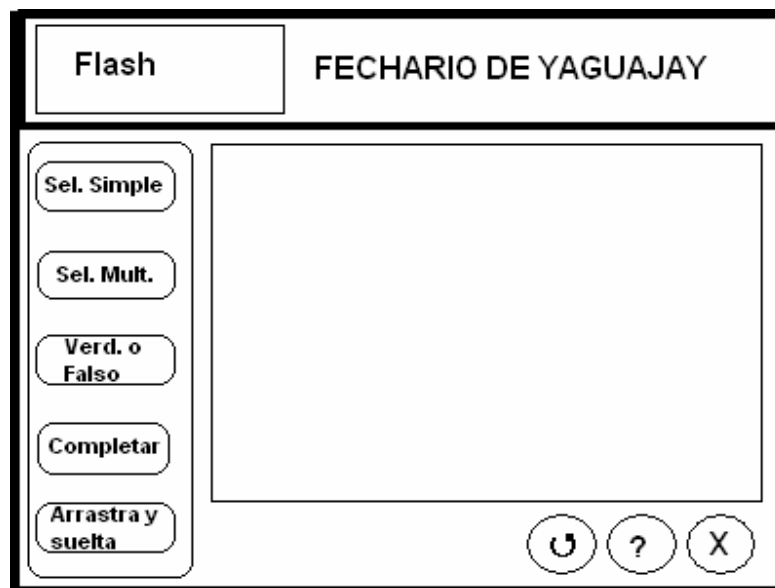 Flash
FECHARIO DE YAGUAJAY
Sel. Simple
Sel. Mult.
Verd. o
Falso
Completar
Arrastra y
suelta
↺ ? X